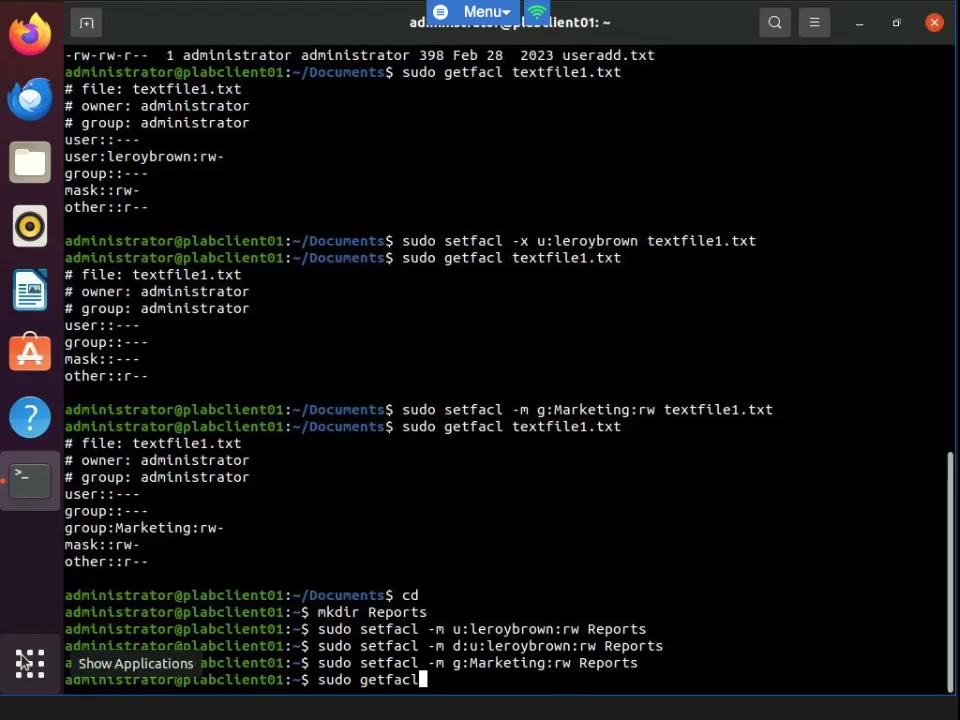 Menu
administrator@plabclient01: ~
-rw-rw-r--  1 administrator administrator 398 Feb 28  2023 useradd.txt
administrator@plabclient01:~/Documents$ sudo getfacl textfile1.txt
# file: textfile1.txt
# owner: administrator
# group: administrator
user::---
user:leroybrown:rw-
group::---
mask::rw-
other::r--
administrator@plabclient01:~/Documents$ sudo setfacl -x u:leroybrown textfile1.txt
administrator@plabclient01:~/Documents$ sudo getfacl textfile1.txt
# file: textfile1.txt
# owner: administrator
# group: administrator
user::---
group::---
mask::---
other::r--
administrator@plabclient01:~/Documents$ sudo setfacl -m g:Marketing:rw textfile1.txt
administrator@plabclient01:~/Documents$ sudo getfacl textfile1.txt
# file: textfile1.txt
# owner: administrator
# group: administrator
user::---
group::---
group:Marketing:rw-
mask::rw-
other::r--
administrator@plabclient01:~/Documents$ cd
administrator@plabclient01:~$ mkdir Reports
administrator@plabclient01:~$ sudo setfacl -m u:leroybrown:rw Reports
administrator@plabclient01:~$ sudo setfacl -m d:u:leroybrown:rw Reports
administrator@plabclient01:~$ sudo setfacl -m g:Marketing:rw Reports
Show Applications
administrator@plabclient01:~$ sudo getfacl